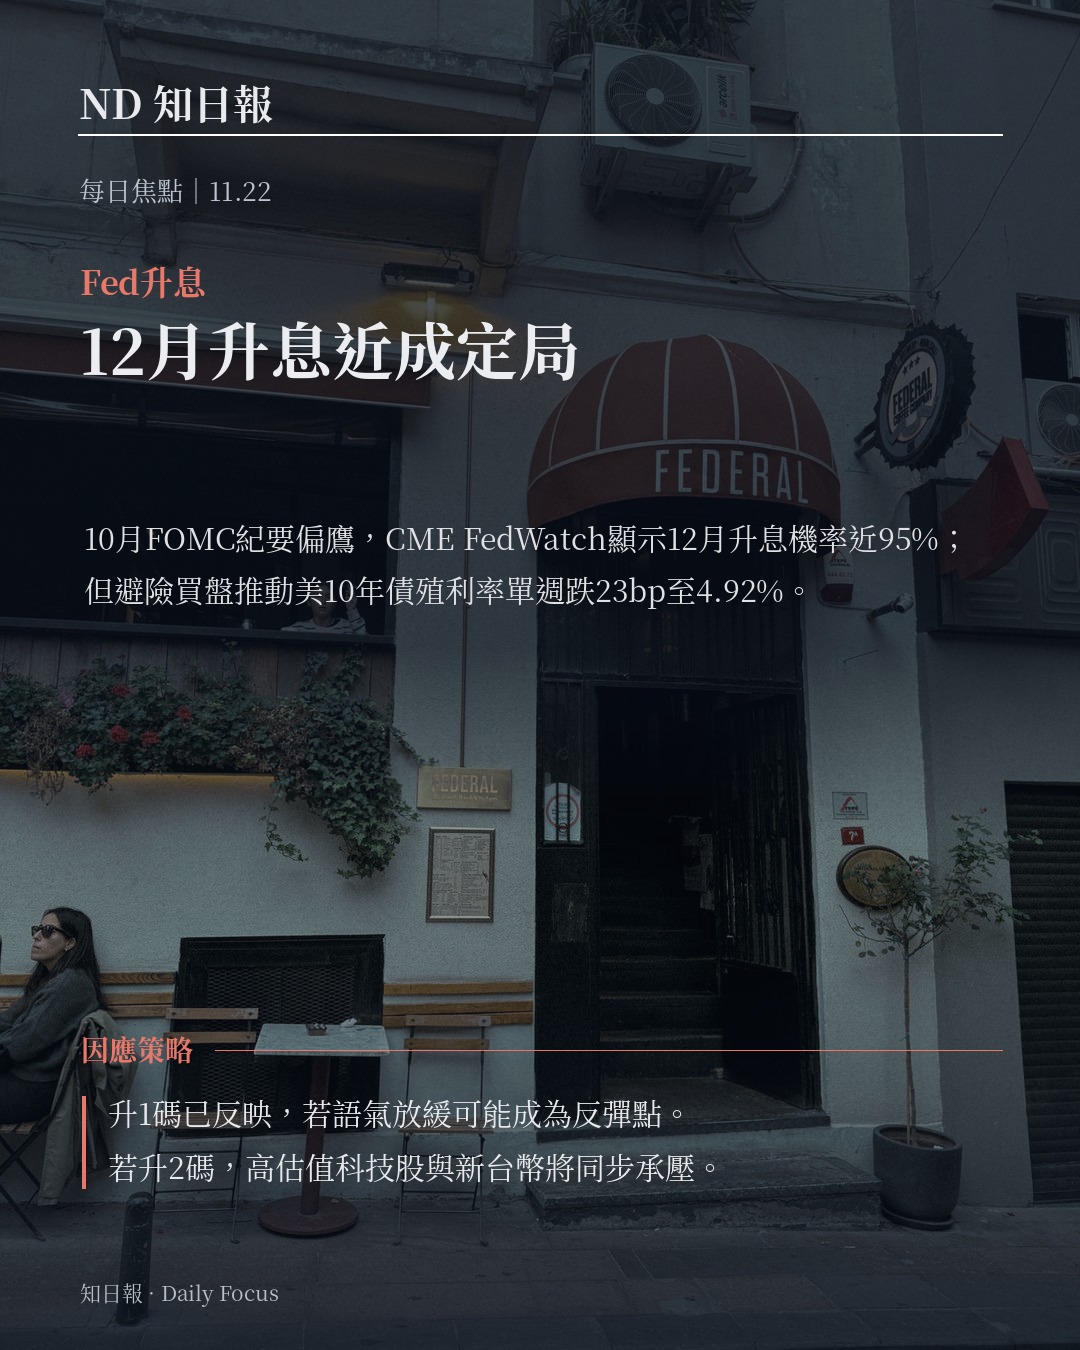 ND 知日報
每日焦點｜11.22
Fed升息
12月升息近成定局
FEDERAL
FEDERAL
10月FOMC紀要偏鷹，CME FedWatch顯示12月升息機率近95%；
但避險買盤推動美10年債殖利率單週跌23bp至4.92%。
FEDERAL
因應策略
升1碼已反映，若語氣放緩可能成為反彈點。
若升2碼，高估值科技股與新台幣將同步承壓。
知日報 · Daily Focus